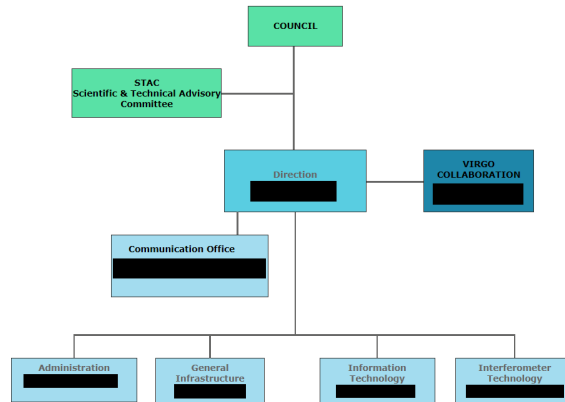 COUNCIL
STAC
Scientific & Technical Advisory
Committee
Direction
VIRGO
COLLABORATION
Communication Office
Administration
General
Infrastructure
Information
Technology
Interferometer
Technology